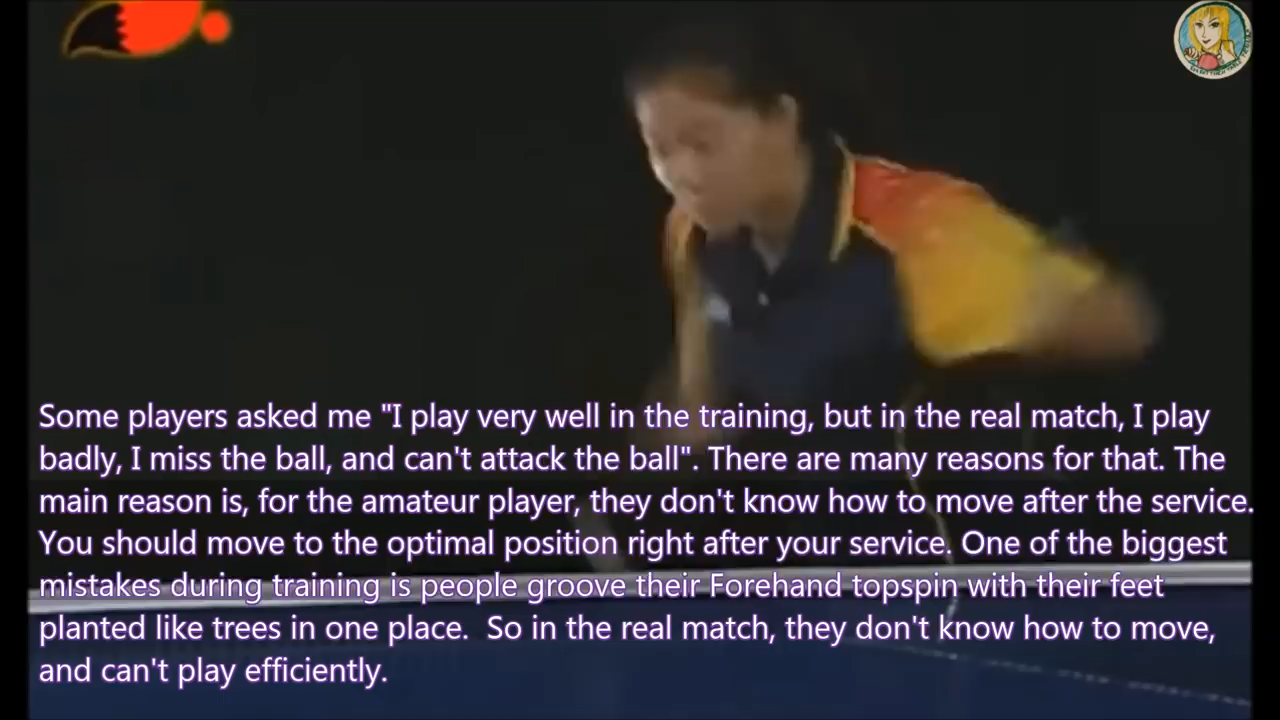 Some players asked me "I play very well in the training, but in the real match, I play
badly, I miss the ball, and can't attack the ball". There are many reasons for that. The
main reason is, for the amateur player, they don't know how to move after the service.
You should move to the optimal position right after your service. One of the biggest
mistakes during training is people groove their Forehand topspin with their feet
planted like trees in one place.  So in the real match, they don't know how to move,
and can't play efficiently.